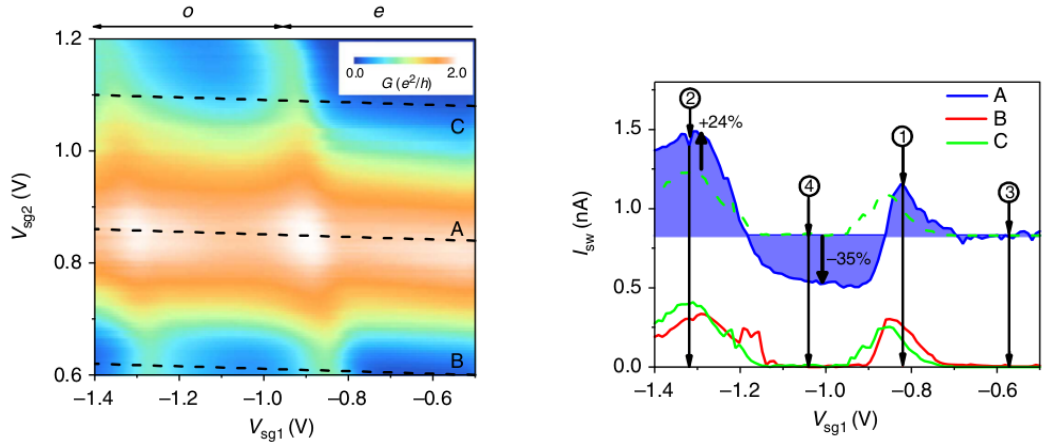 o e
1.2
1.0
0.8
0.6
V_sg2 (V)
0.0 2.0
G (e²/h)
C
A
B
−1.4 −1.2 −1.0 −0.8 −0.6
V_sg1 (V)
1.5
1.0
0.5
0.0
I_sw (nA)
A
B
C
② +24%
①
④ ③
−35%
−1.4 −1.2 −1.0 −0.8 −0.6
V_sg1 (V)